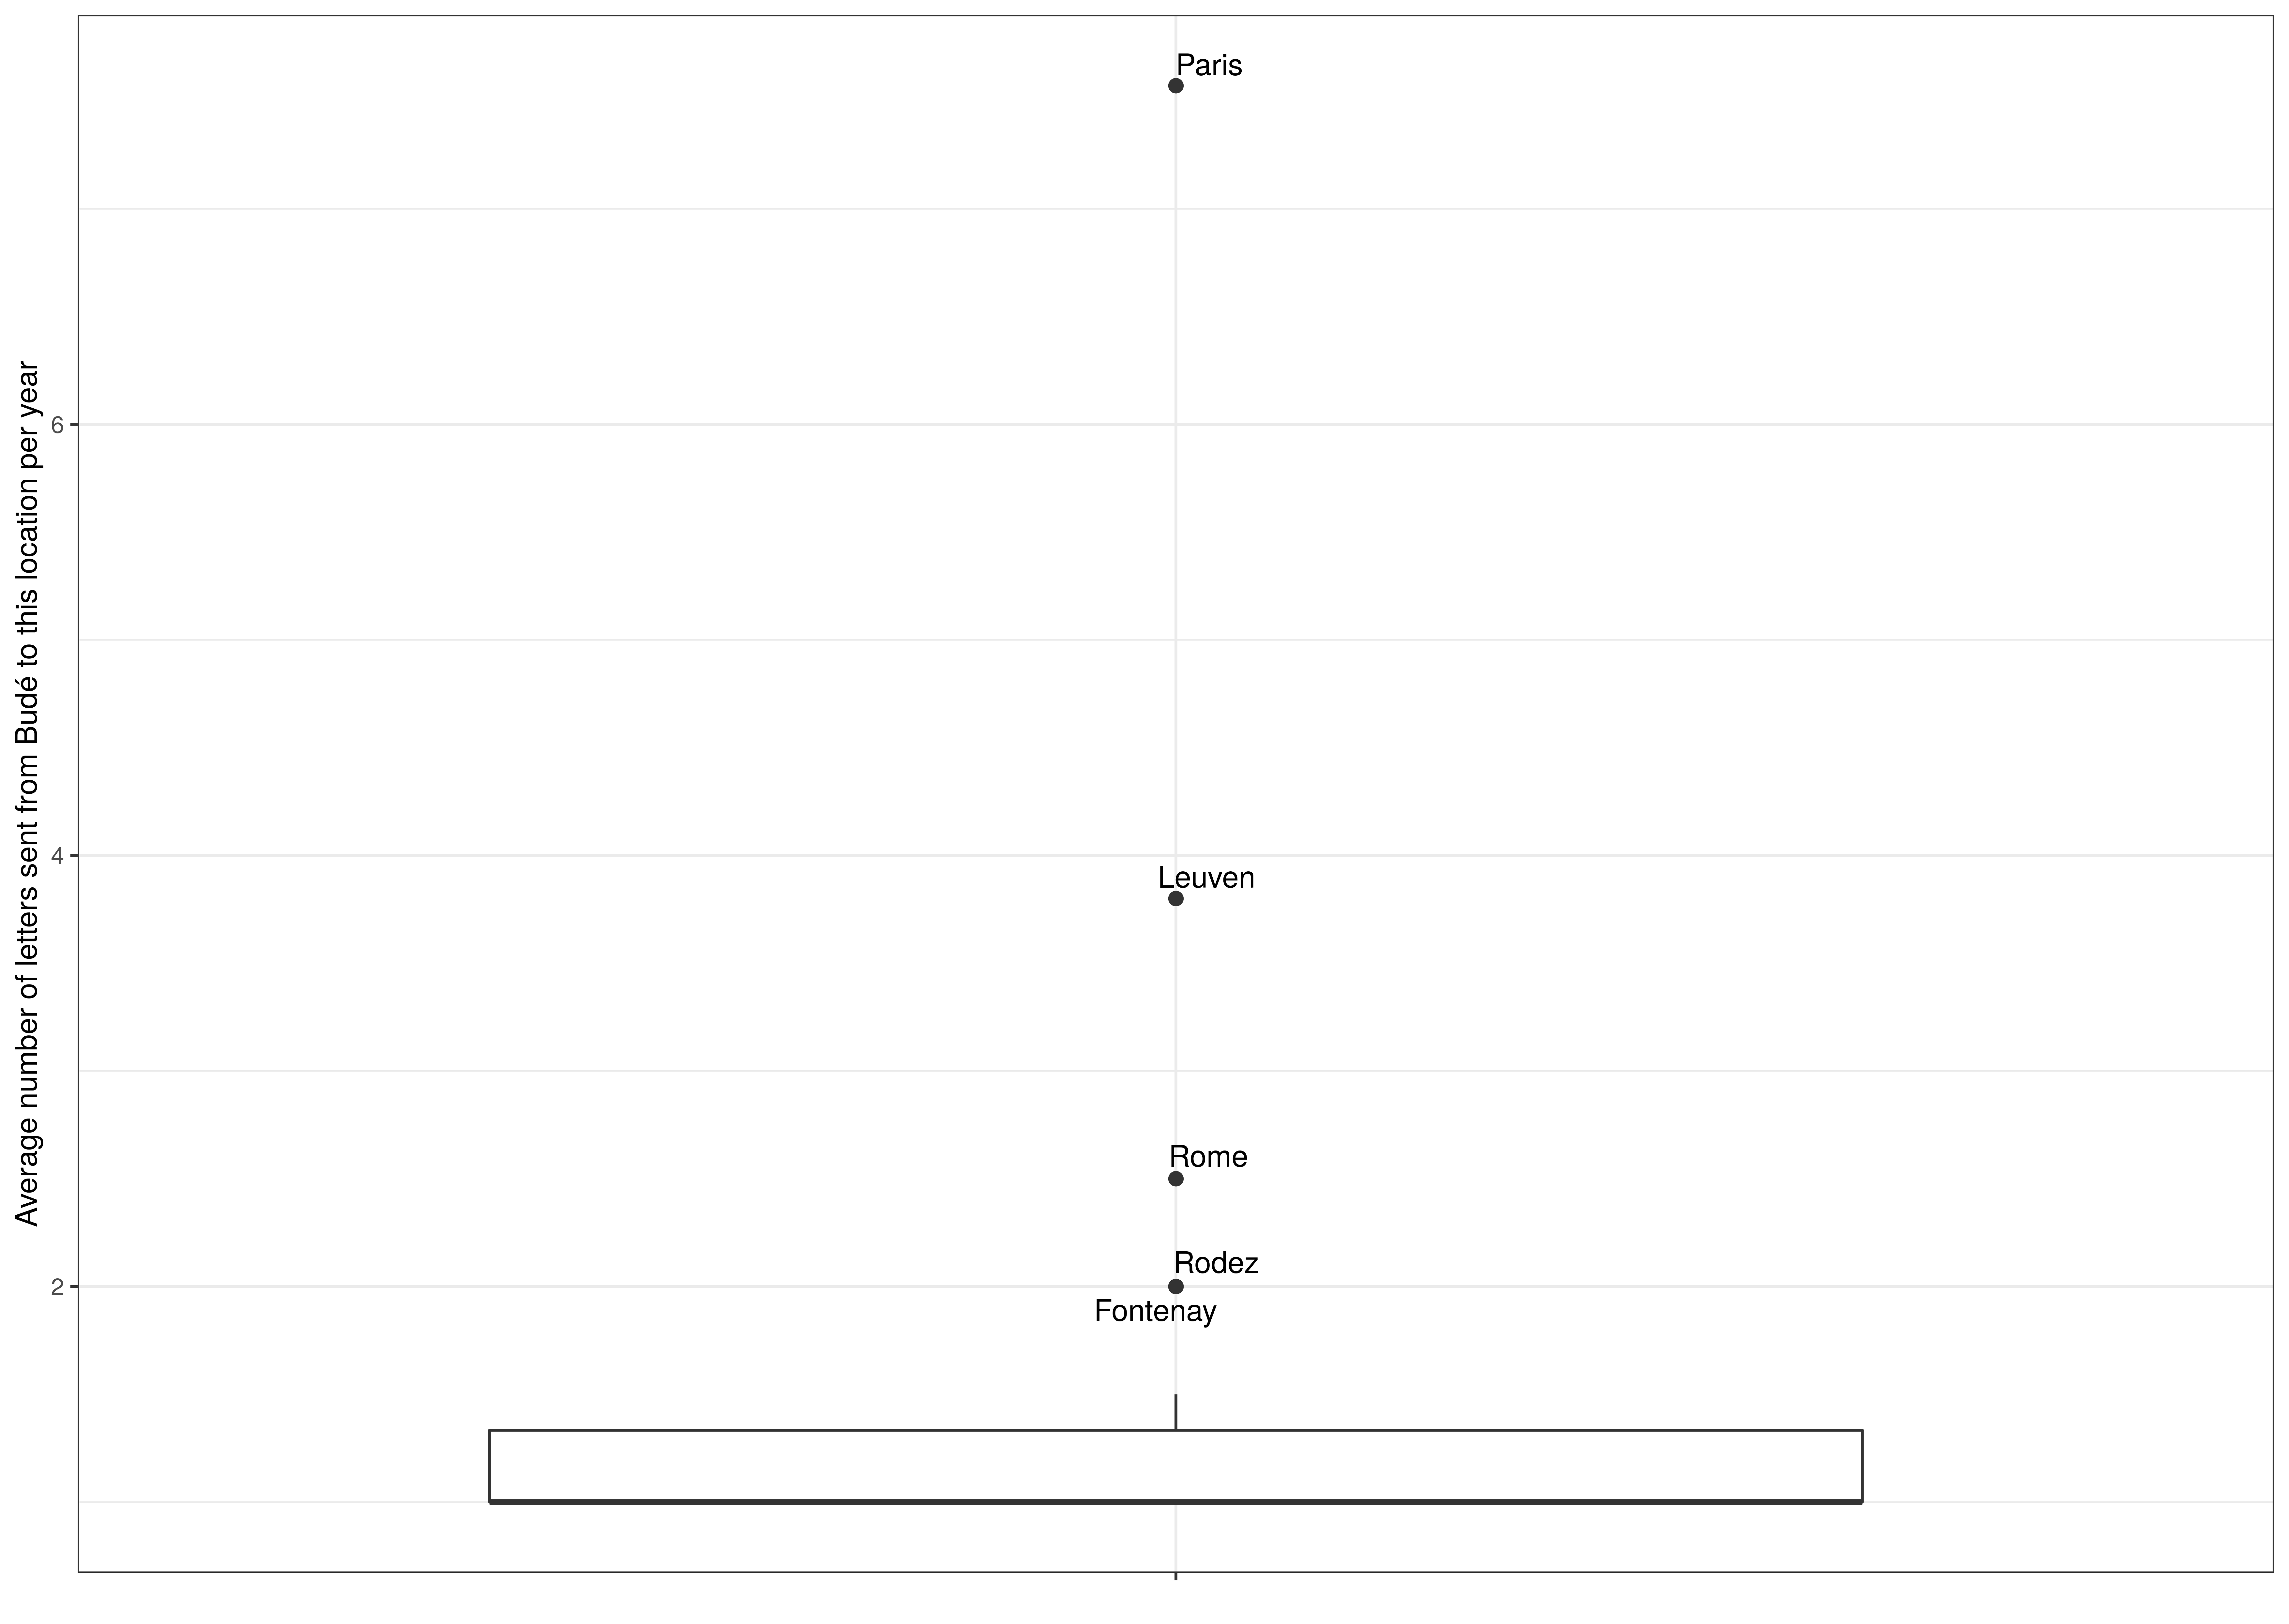 Average number of letters sent from Budé to this location per year
6
4
2
Paris
Leuven
Rome
Rodez
Fontenay